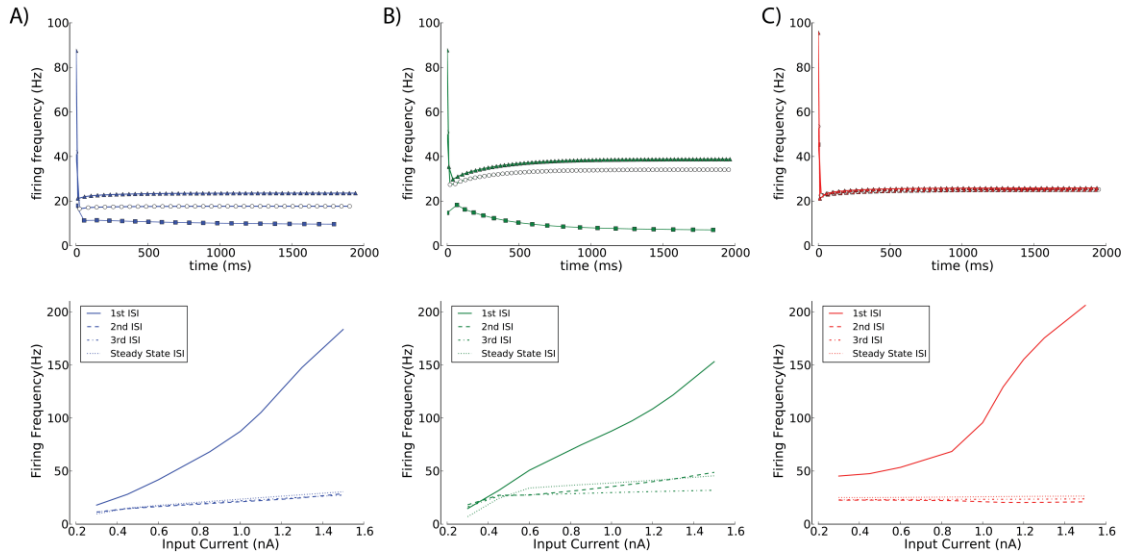 A)
B)
C)
100
80
60
40
20
0
firing frequency (Hz)
0 500 1000 1500 2000
time (ms)
100
80
60
40
20
0
firing frequency (Hz)
0 500 1000 1500 2000
time (ms)
100
80
60
40
20
0
firing frequency (Hz)
0 500 1000 1500 2000
time (ms)
200
150
100
50
0
Firing Frequency(Hz)
1st ISI
2nd ISI
3rd ISI
Steady State ISI
0.2 0.4 0.6 0.8 1.0 1.2 1.4 1.6
Input Current (nA)
200
150
100
50
0
Firing Frequency(Hz)
1st ISI
2nd ISI
3rd ISI
Steady State ISI
0.2 0.4 0.6 0.8 1.0 1.2 1.4 1.6
Input Current (nA)
200
150
100
50
0
Firing Frequency(Hz)
1st ISI
2nd ISI
3rd ISI
Steady State ISI
0.2 0.4 0.6 0.8 1.0 1.2 1.4 1.6
Input Current (nA)